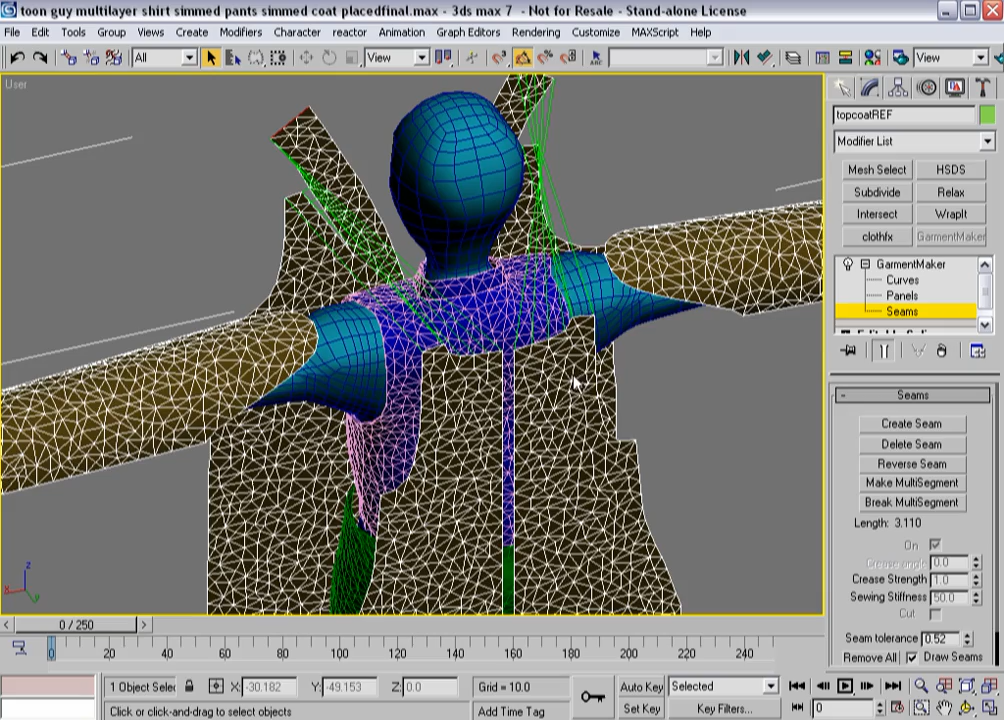 toon guy multilayer shirt simmed pants simmed coat placedfinal.max - 3ds max 7 - Not for Resale - Stand-alone License
File Edit Tools Group Views Create Modifiers Character reactor Animation Graph Editors Rendering Customize MAXScript Help
All View View
User
topcoatREF
Modifier List
Mesh Select HSDS
Subdivide Relax
Intersect WrapIt
clothfx GarmentMaker
GarmentMaker
Curves
Panels
Seams
- Seams
Create Seam
Delete Seam
Reverse Seam
Make MultiSegment
Break MultiSegment
Length: 3.110
On
Crease angle 0.0
Crease Strength 1.0
Sewing Stiffness 50.0
Cut
Seam tolerance 0.52
Remove All Draw Seams
z
x
y
< 0 / 250 >
0 20 40 60 80 100 120 140 160 180 200 220 240
1 Object Selec X: -30.182 Y: -49.153 Z: 0.0 Grid = 10.0 Auto Key Selected
Click or click-and-drag to select objects Add Time Tag Set Key Key Filters... 0